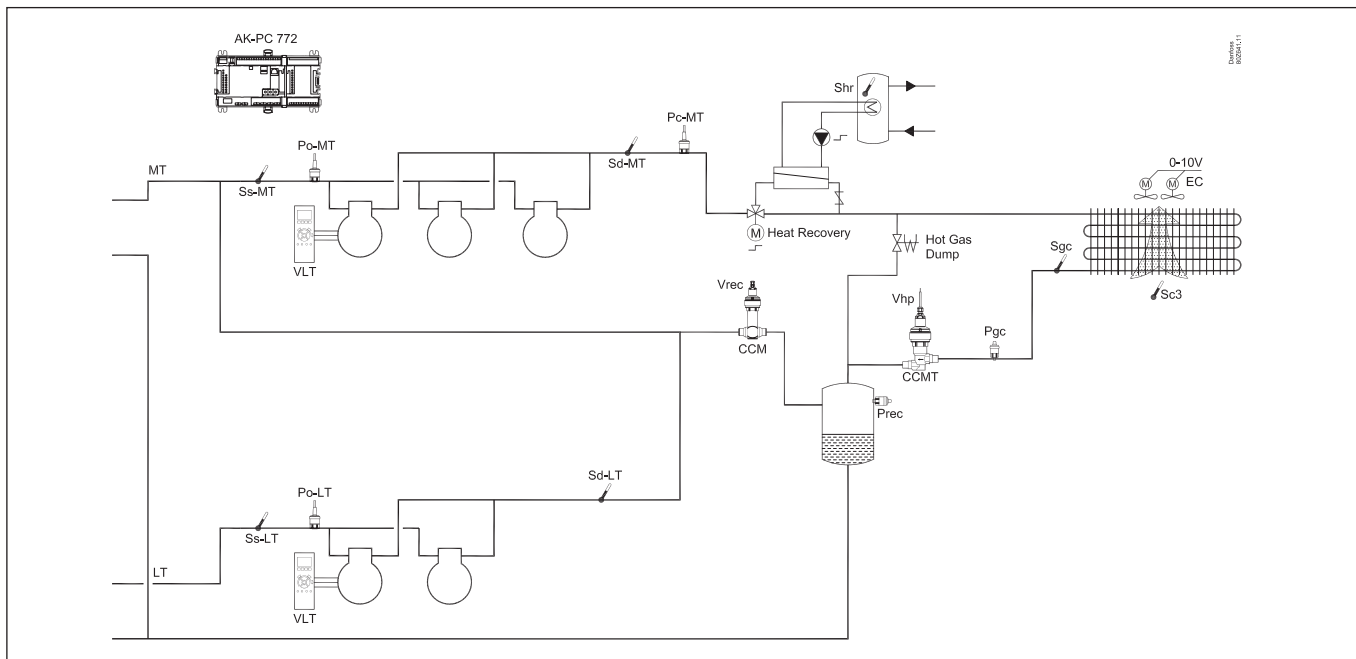 AK-PC 772
Danfoss
80Z641.11
Shr
Pc-MT
Po-MT
Sd-MT
0-10V
MT
Ss-MT
M
M
EC
M
Heat Recovery
Hot Gas
Dump
Sgc
VLT
Vrec
Vhp
Sc3
Pgc
CCM
CCMT
Prec
Sd-LT
Po-LT
Ss-LT
LT
VLT